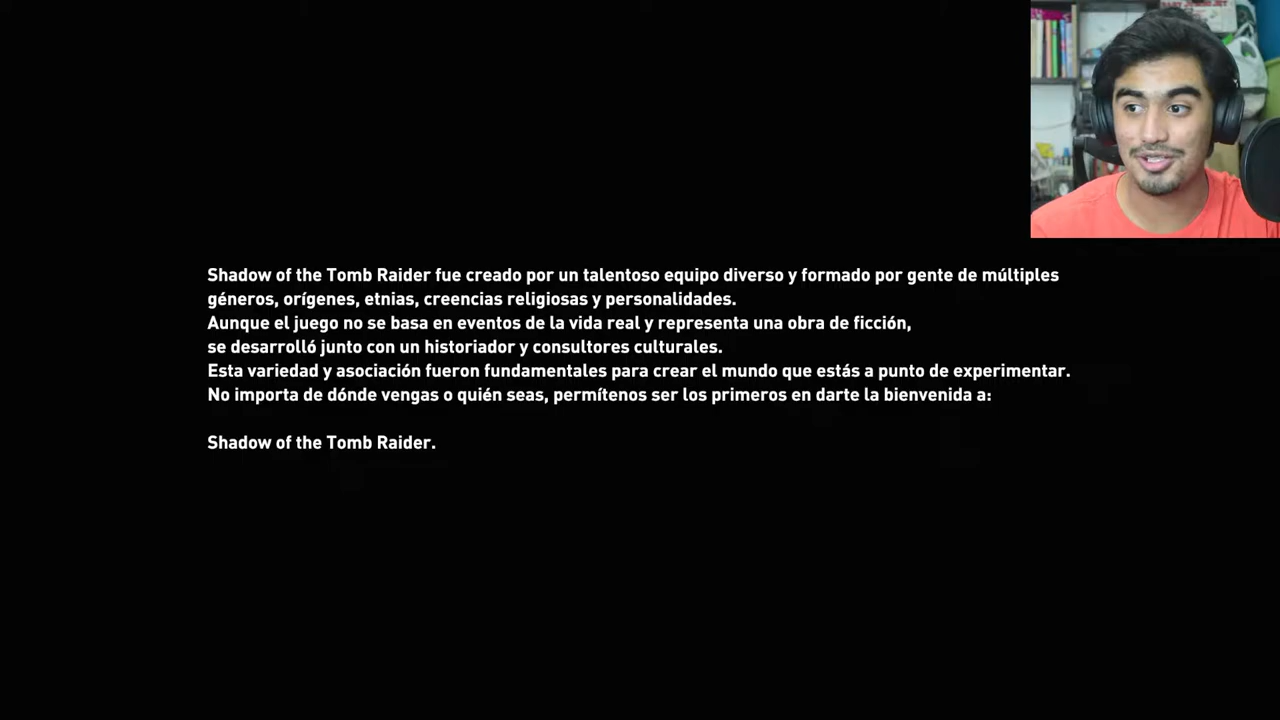 Shadow of the Tomb Raider fue creado por un talentoso equipo diverso y formado por gente de múltiples
géneros, orígenes, etnias, creencias religiosas y personalidades.
Aunque el juego no se basa en eventos de la vida real y representa una obra de ficción,
se desarrolló junto con un historiador y consultores culturales.
Esta variedad y asociación fueron fundamentales para crear el mundo que estás a punto de experimentar.
No importa de dónde vengas o quién seas, permítenos ser los primeros en darte la bienvenida a:
Shadow of the Tomb Raider.